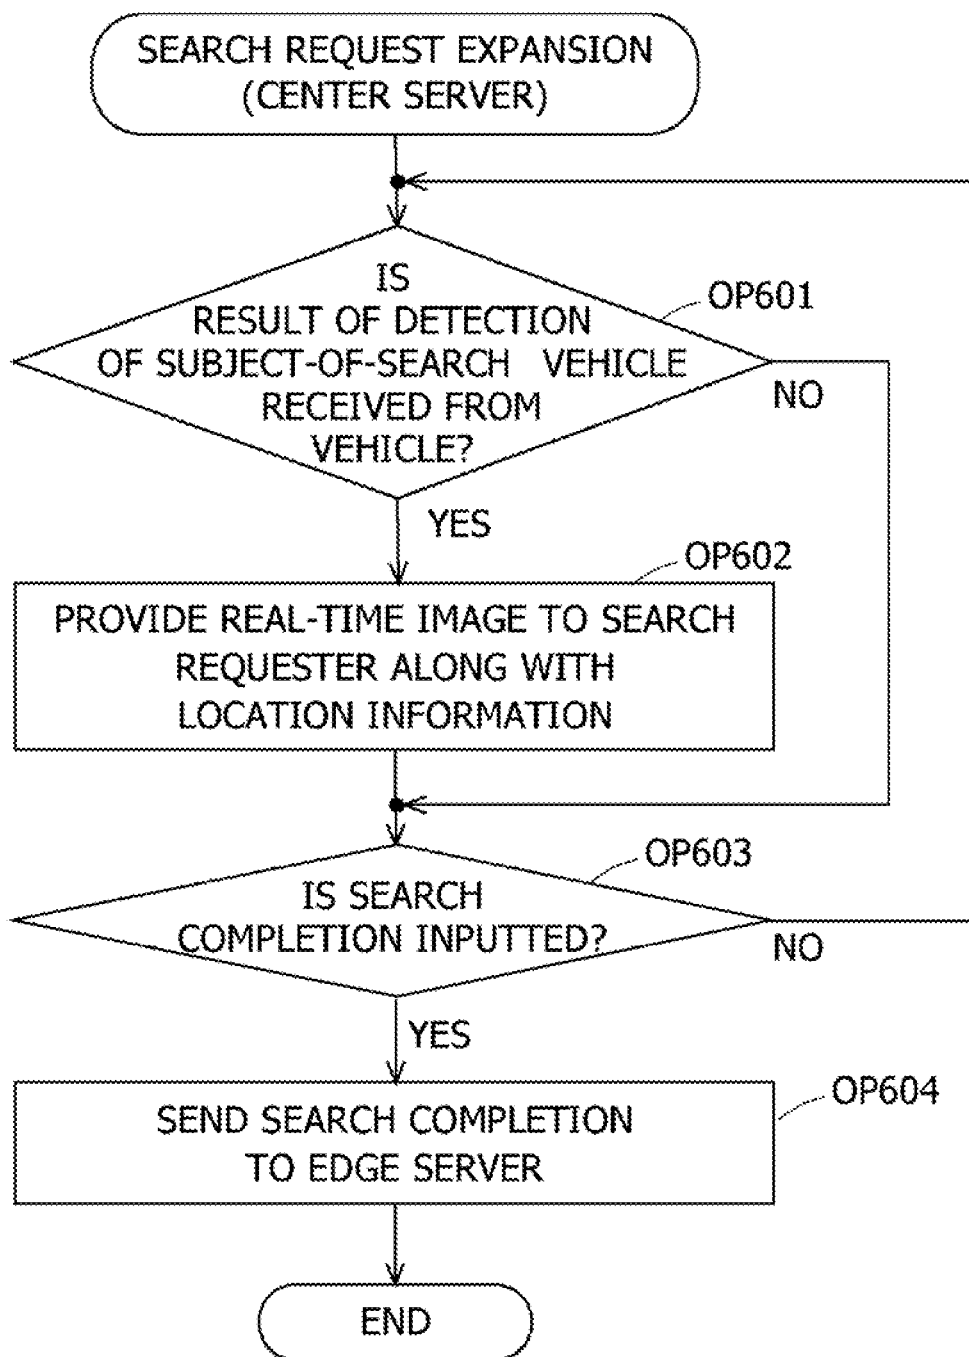 SEARCH REQUEST EXPANSION
(CENTER SERVER)
IS
RESULT OF DETECTION
OF SUBJECT-OF-SEARCH VEHICLE
RECEIVED FROM
VEHICLE?
OP601
NO
YES
OP602
PROVIDE REAL-TIME IMAGE TO SEARCH
REQUESTER ALONG WITH
LOCATION INFORMATION
OP603
IS SEARCH
COMPLETION INPUTTED?
NO
YES
OP604
SEND SEARCH COMPLETION
TO EDGE SERVER
END